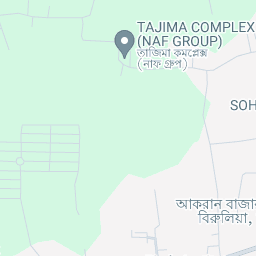 TAJIMA COMPLEX
(NAF GROUP)
তাজিমা কমপ্লেক্স
(নাফ গ্রুপ)
SOH
আকরান বাজার
বিরুলিয়া,